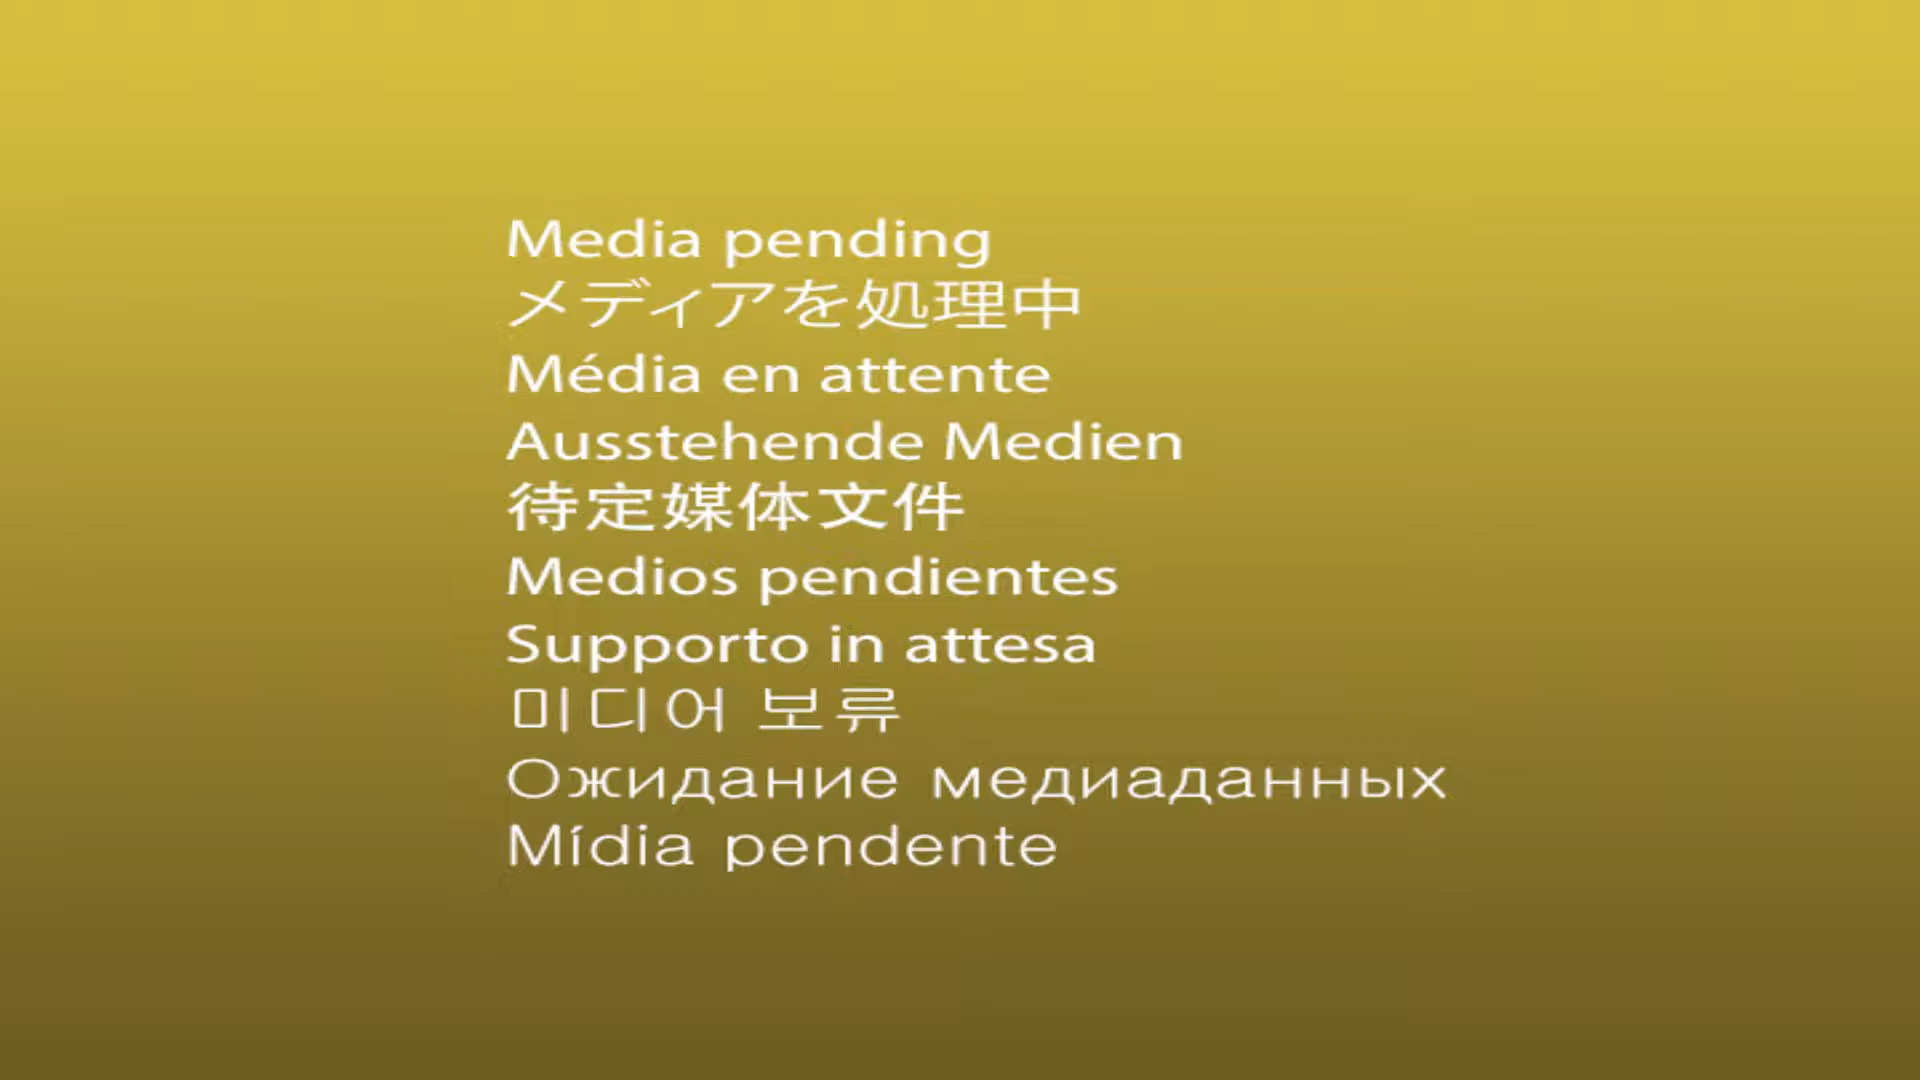 Media pending
メディアを処理中
Média en attente
Ausstehende Medien
待定媒体文件
Medios pendientes
Supporto in attesa
미디어 보류
Ожидание медиаданных
Mídia pendente